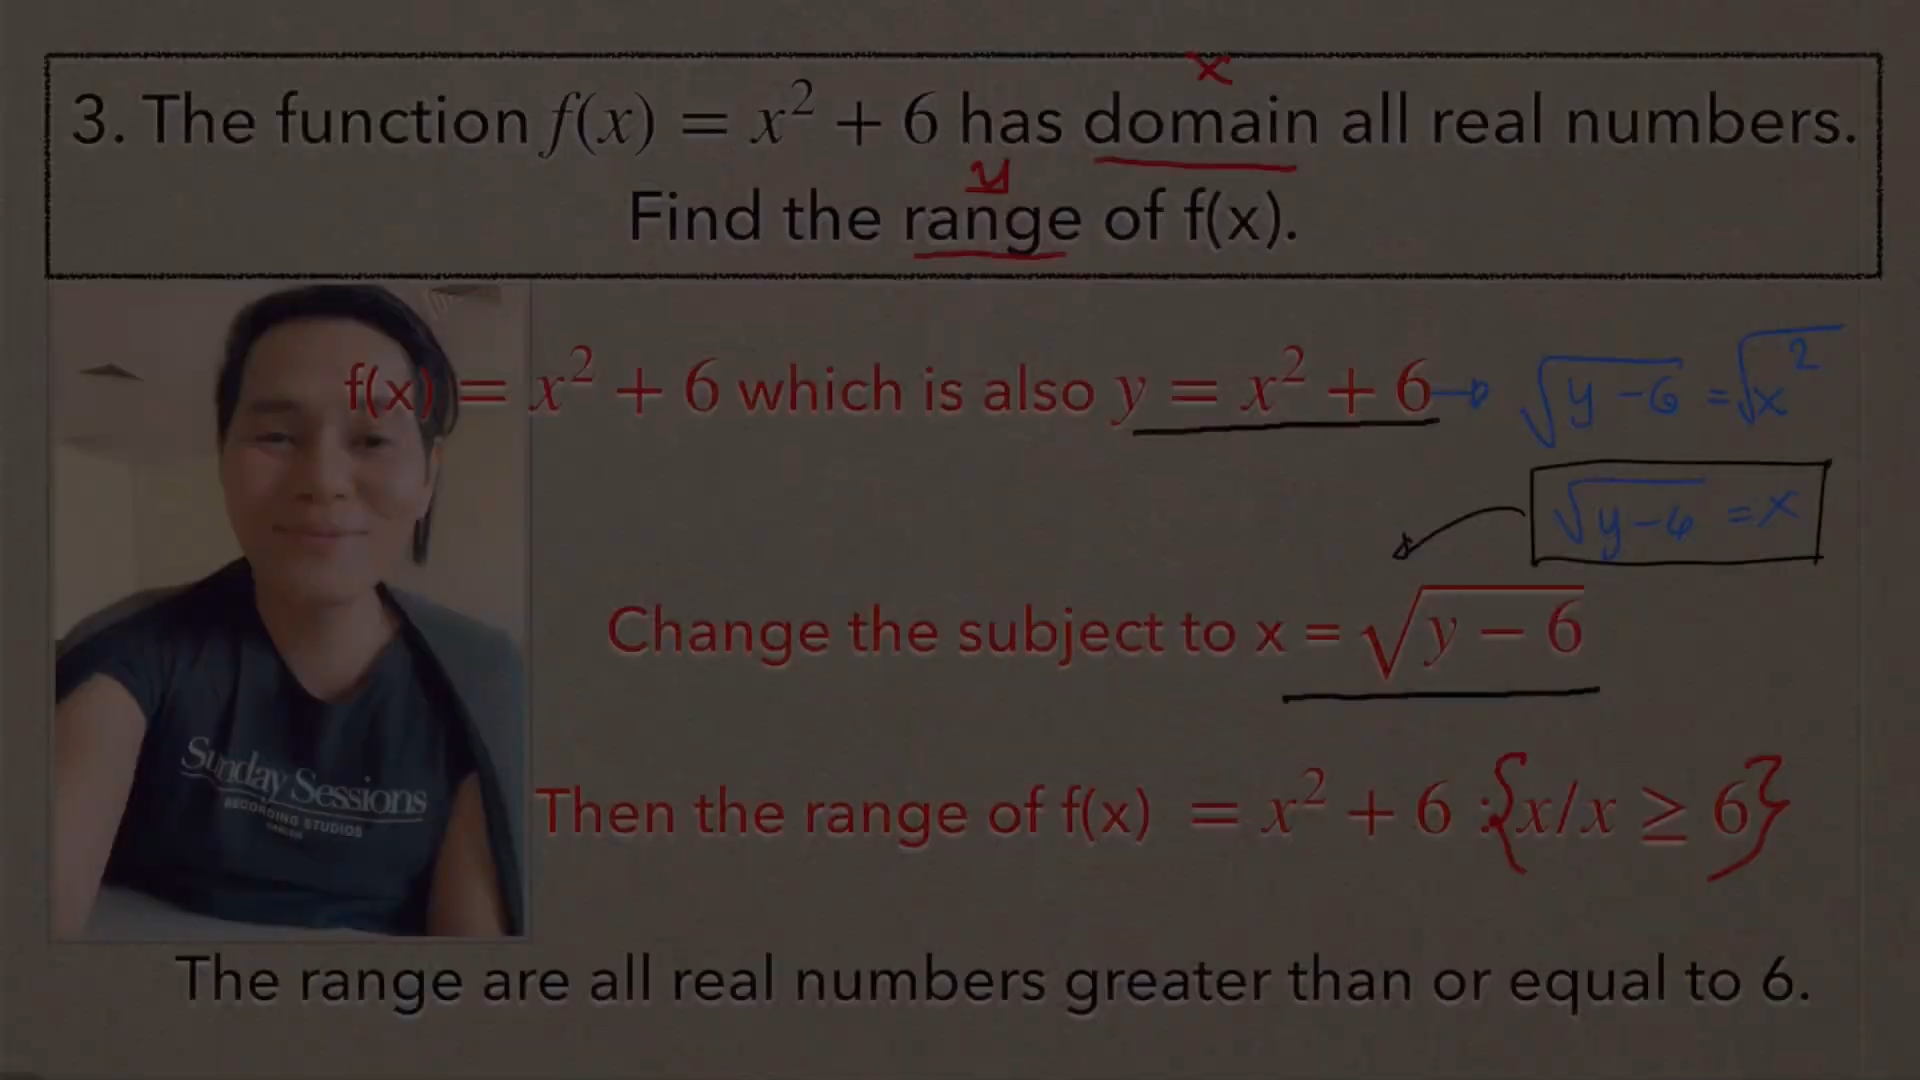 x
3. The function f(x) = x² + 6 has domain all real numbers.
y
Find the range of f(x).
f(x) = x² + 6 which is also y = x² + 6 → √y-6 = √x²
√y-6 = x
Change the subject to x = √y − 6
Sunday Sessions
RECORDING STUDIOS
Then the range of f(x) = x² + 6 :{x/x ≥ 6}
The range are all real numbers greater than or equal to 6.